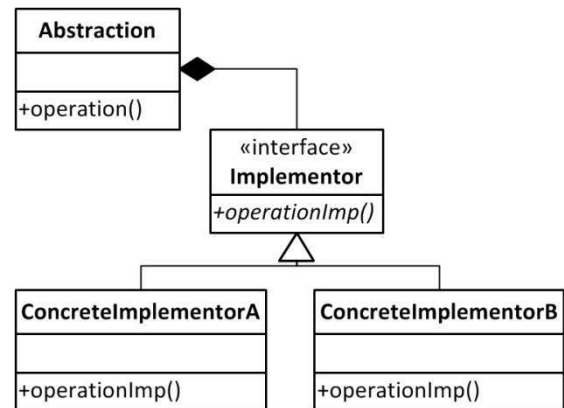 Abstraction
+operation()
«interface»
Implementor
+operationImp()
ConcreteImplementorA
+operationImp()
ConcreteImplementorB
+operationImp()